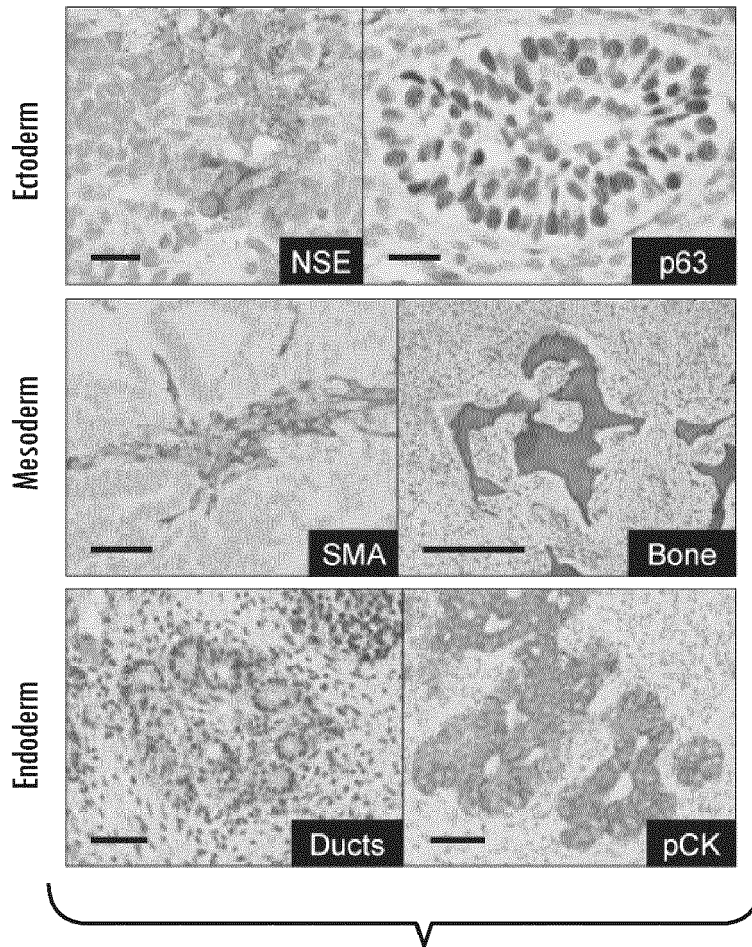 Ectoderm
NSE
p63
Mesoderm
SMA
Bone
Endoderm
Ducts
pCK